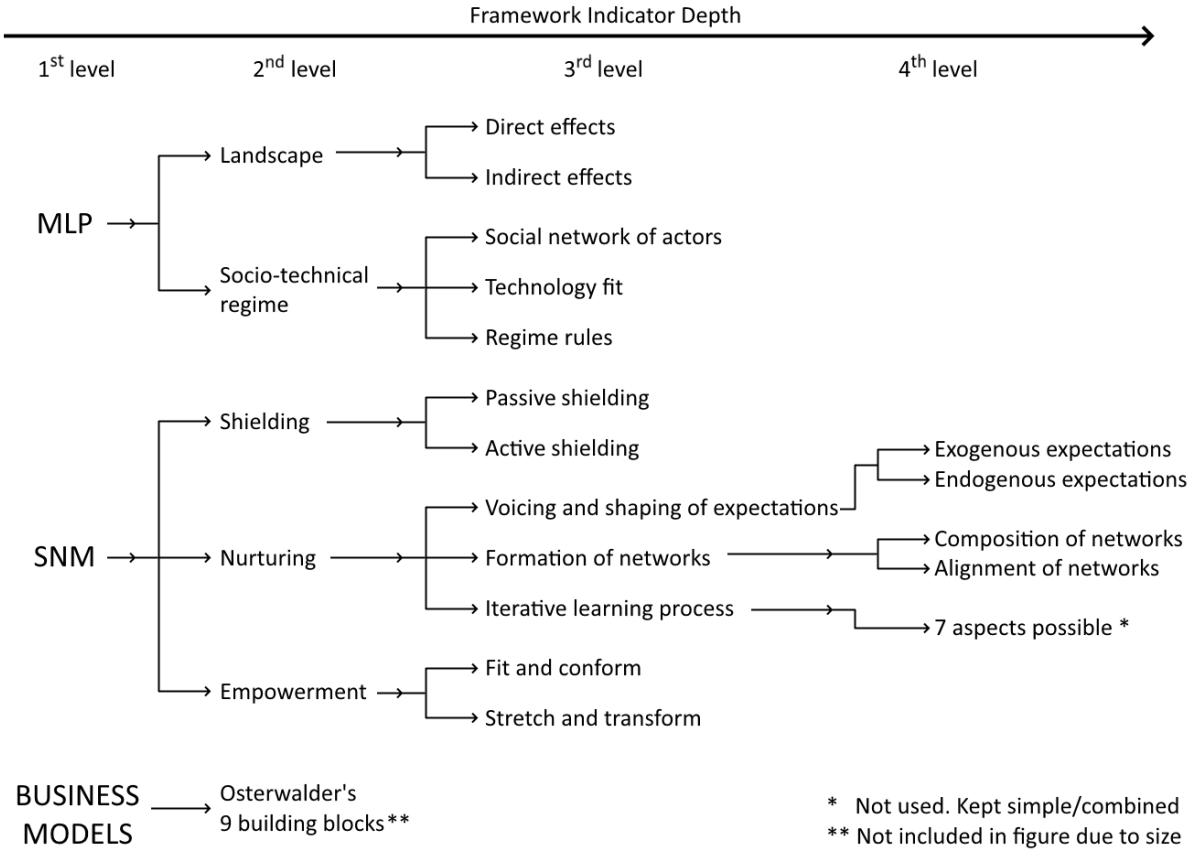 Framework Indicator Depth
1st level 2nd level 3rd level 4th level
Direct effects
Landscape
Indirect effects
MLP
Social network of actors
Socio-technical
regime
Technology fit
Regime rules
Passive shielding
Shielding
Active shielding
Exogenous expectations
Endogenous expectations
Voicing and shaping of expectations
SNM
Nurturing
Formation of networks
Composition of networks
Alignment of networks
Iterative learning process
7 aspects possible *
Fit and conform
Empowerment
Stretch and transform
BUSINESS
MODELS
Osterwalder's
9 building blocks**
* Not used. Kept simple/combined
** Not included in figure due to size